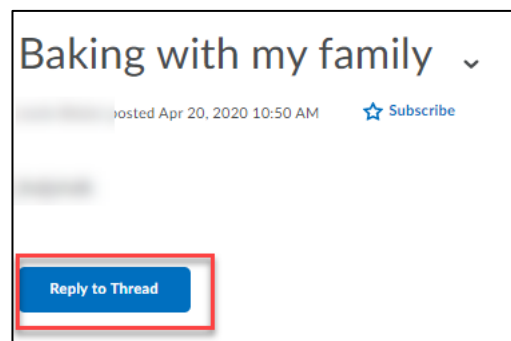 Baking with my family
posted Apr 20, 2020 10:50 AM Subscribe
Reply to Thread